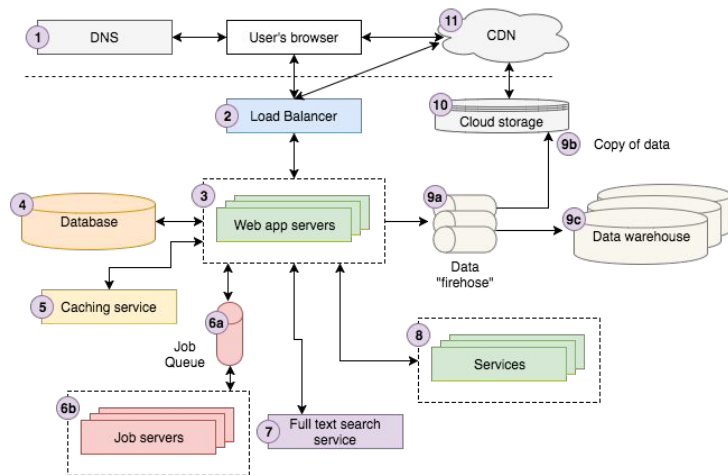 1
DNS
User's browser
11
CDN
2
Load Balancer
10
Cloud storage
9b
Copy of data
3
Web app servers
4
Database
9a
Data
"firehose"
9c
Data warehouse
5
Caching service
6a
Job
Queue
8
Services
6b
Job servers
7
Full text search
service